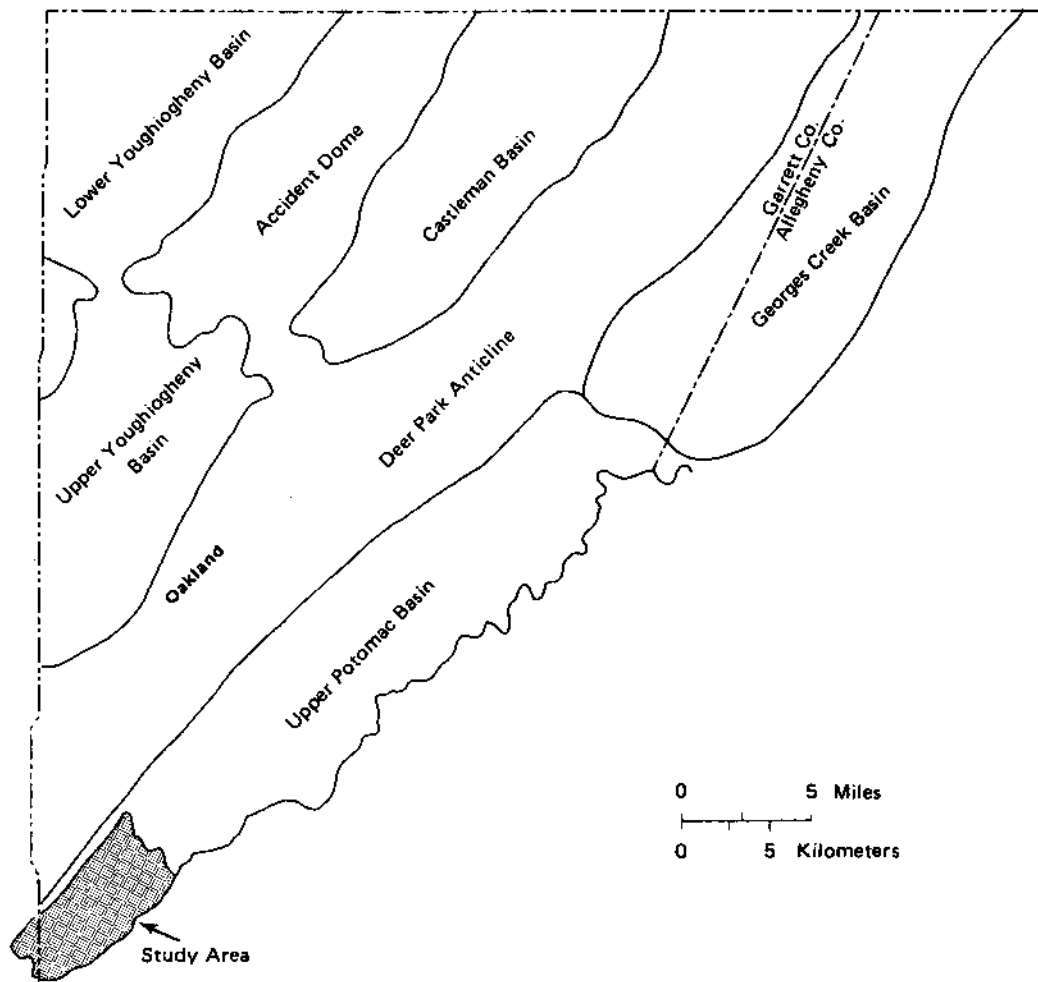 Lower Youghiogheny Basin
Accident Dome
Castleman Basin
Garrett Co.
Allegheny Co.
Georges Creek Basin
Upper Youghiogheny
Basin
Deer Park Anticline
Oakland
Upper Potomac Basin
0 5 Miles
0 5 Kilometers
Study Area